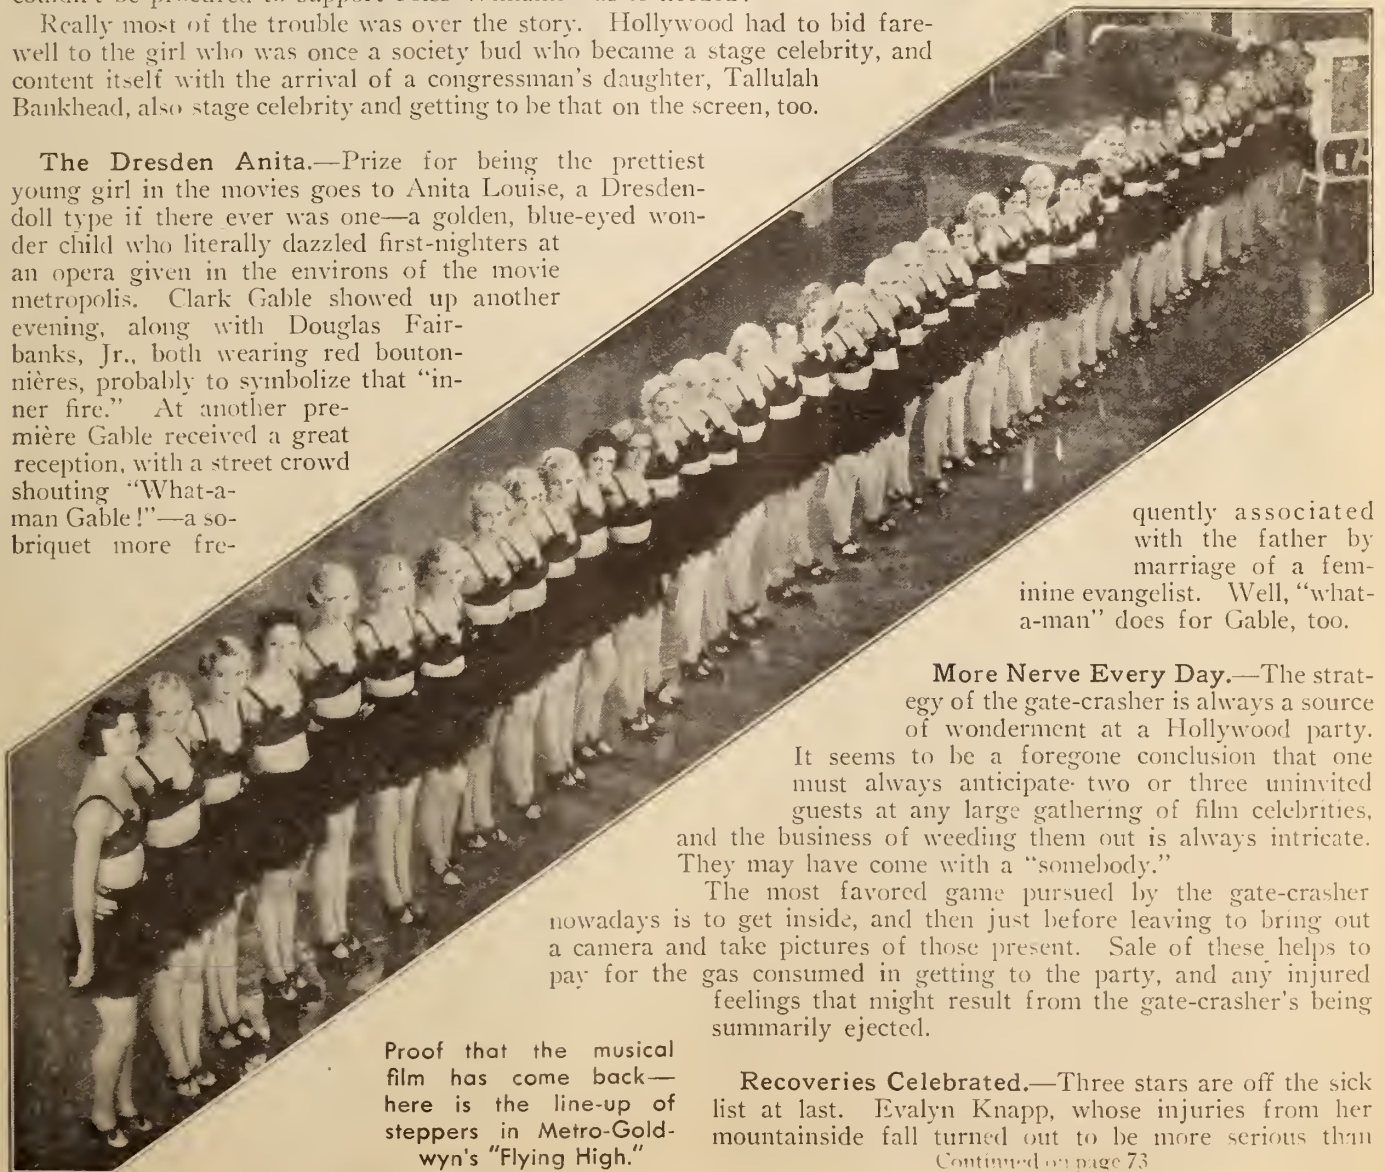 Really most of the trouble was over the story. Hollywood had to bid fare-
well to the girl who was once a society bud who became a stage celebrity, and
content itself with the arrival of a congressman's daughter, Tallulah
Bankhead, also stage celebrity and getting to be that on the screen, too.
The Dresden Anita.—Prize for being the prettiest
young girl in the movies goes to Anita Louise, a Dresden-
doll type if there ever was one—a golden, blue-eyed won-
der child who literally dazzled first-nighters at
an opera given in the environs of the movie
metropolis. Clark Gable showed up another
evening, along with Douglas Fair-
banks, Jr., both wearing red bouton-
nières, probably to symbolize that "in-
ner fire." At another pre-
mière Gable received a great
reception, with a street crowd
shouting "What-a-
man Gable!"—a so-
briquet more fre-
quently associated
with the father by
marriage of a fem-
inine evangelist. Well, "what-
a-man" does for Gable, too.
More Nerve Every Day.—The strat-
egy of the gate-crasher is always a source
of wonderment at a Hollywood party.
It seems to be a foregone conclusion that one
must always anticipate two or three uninvited
guests at any large gathering of film celebrities,
and the business of weeding them out is always intricate.
They may have come with a "somebody."
The most favored game pursued by the gate-crasher
nowadays is to get inside, and then just before leaving to bring out
a camera and take pictures of those present. Sale of these helps to
pay for the gas consumed in getting to the party, and any injured
feelings that might result from the gate-crasher's being
summarily ejected.
Proof that the musical
film has come back—
here is the line-up of
steppers in Metro-Gold-
wyn's "Flying High."
Recoveries Celebrated.—Three stars are off the sick
list at last. Evalyn Knapp, whose injuries from her
mountainside fall turned out to be more serious than
Continued on page 73